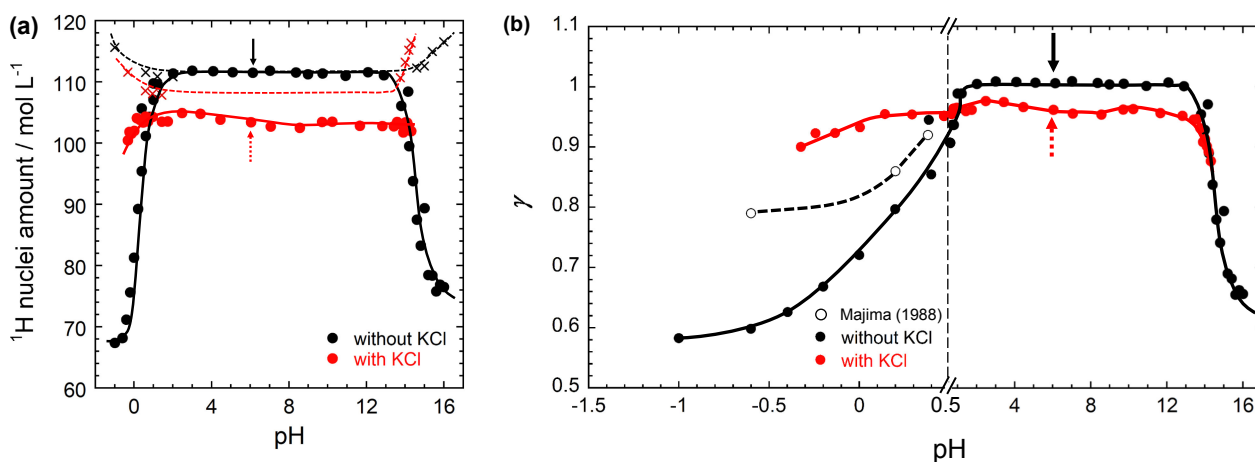 (a)
¹H nuclei amount / mol L⁻¹
120
110
100
90
80
70
60
0
4
8
12
16
pH
without KCl
with KCl
(b)
γ
1.1
1
0.9
0.8
0.7
0.6
0.5
-1.5
-1
-0.5
0
0.5
4
8
12
16
pH
Majima (1988)
without KCl
with KCl